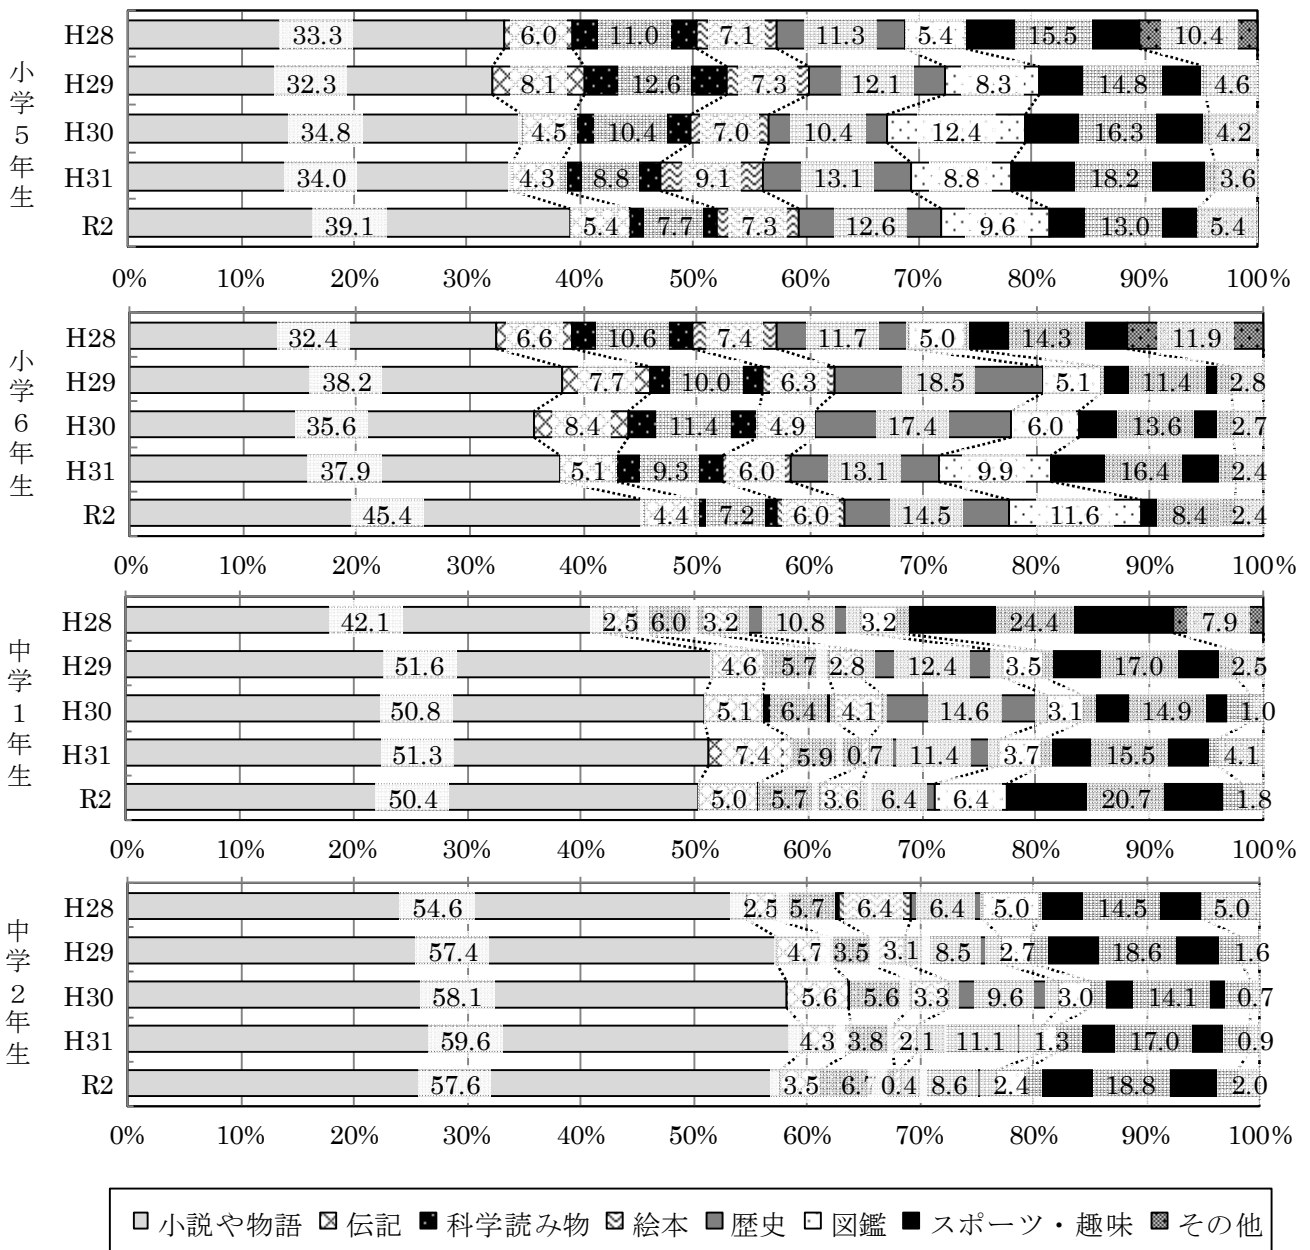 小学5年生
H28 33.3 6.0 11.0 7.1 11.3 5.4 15.5 10.4
H29 32.3 8.1 12.6 7.3 12.1 8.3 14.8 4.6
H30 34.8 4.5 10.4 7.0 10.4 12.4 16.3 4.2
H31 34.0 4.3 8.8 9.1 13.1 8.8 18.2 3.6
R2 39.1 5.4 7.7 7.3 12.6 9.6 13.0 5.4
0% 10% 20% 30% 40% 50% 60% 70% 80% 90% 100%
小学6年生
H28 32.4 6.6 10.6 7.4 11.7 5.0 14.3 11.9
H29 38.2 7.7 10.0 6.3 18.5 5.1 11.4 2.8
H30 35.6 8.4 11.4 4.9 17.4 6.0 13.6 2.7
H31 37.9 5.1 9.3 6.0 13.1 9.9 16.4 2.4
R2 45.4 4.4 7.2 6.0 14.5 11.6 8.4 2.4
0% 10% 20% 30% 40% 50% 60% 70% 80% 90% 100%
中学1年生
H28 42.1 2.5 6.0 3.2 10.8 3.2 24.4 7.9
H29 51.6 4.6 5.7 2.8 12.4 3.5 17.0 2.5
H30 50.8 5.1 6.4 4.1 14.6 3.1 14.9 1.0
H31 51.3 7.4 5.9 0.7 11.4 3.7 15.5 4.1
R2 50.4 5.0 5.7 3.6 6.4 6.4 20.7 1.8
0% 10% 20% 30% 40% 50% 60% 70% 80% 90% 100%
中学2年生
H28 54.6 2.5 5.7 6.4 6.4 5.0 14.5 5.0
H29 57.4 4.7 3.5 3.1 8.5 2.7 18.6 1.6
H30 58.1 5.6 5.6 3.3 9.6 3.0 14.1 0.7
H31 59.6 4.3 3.8 2.1 11.1 1.3 17.0 0.9
R2 57.6 3.5 0.4 8.6 2.4 18.8 2.0
0% 10% 20% 30% 40% 50% 60% 70% 80% 90% 100%
小説や物語 伝記 科学読み物 絵本 歴史 図鑑 スポーツ・趣味 その他